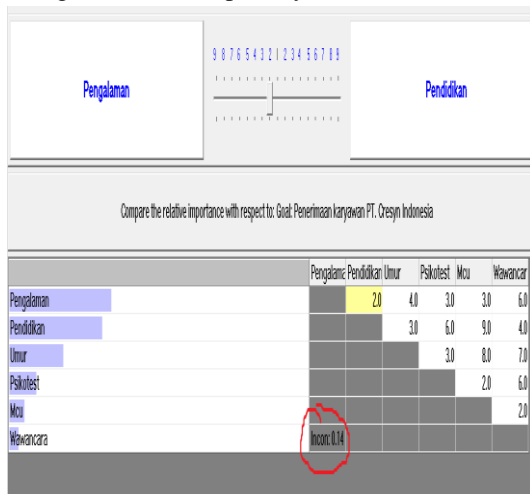 9 8 7 6 5 4 3 2 1 2 3 4 5 6 7 8 9
Pengalaman
Pendidikan
Compare the relative importance with respect to: Goal: Penerimaan karyawan PT. Cresyn Indonesia
Pengalama Pendidikan Umur Psikotest Mcu Wawancar
Pengalaman 2.0 4.0 3.0 3.0 6.0
Pendidikan 3.0 6.0 9.0 4.0
Umur 3.0 8.0 7.0
Psikotest 2.0 6.0
Mcu 2.0
Wawancara Incon: 0.14